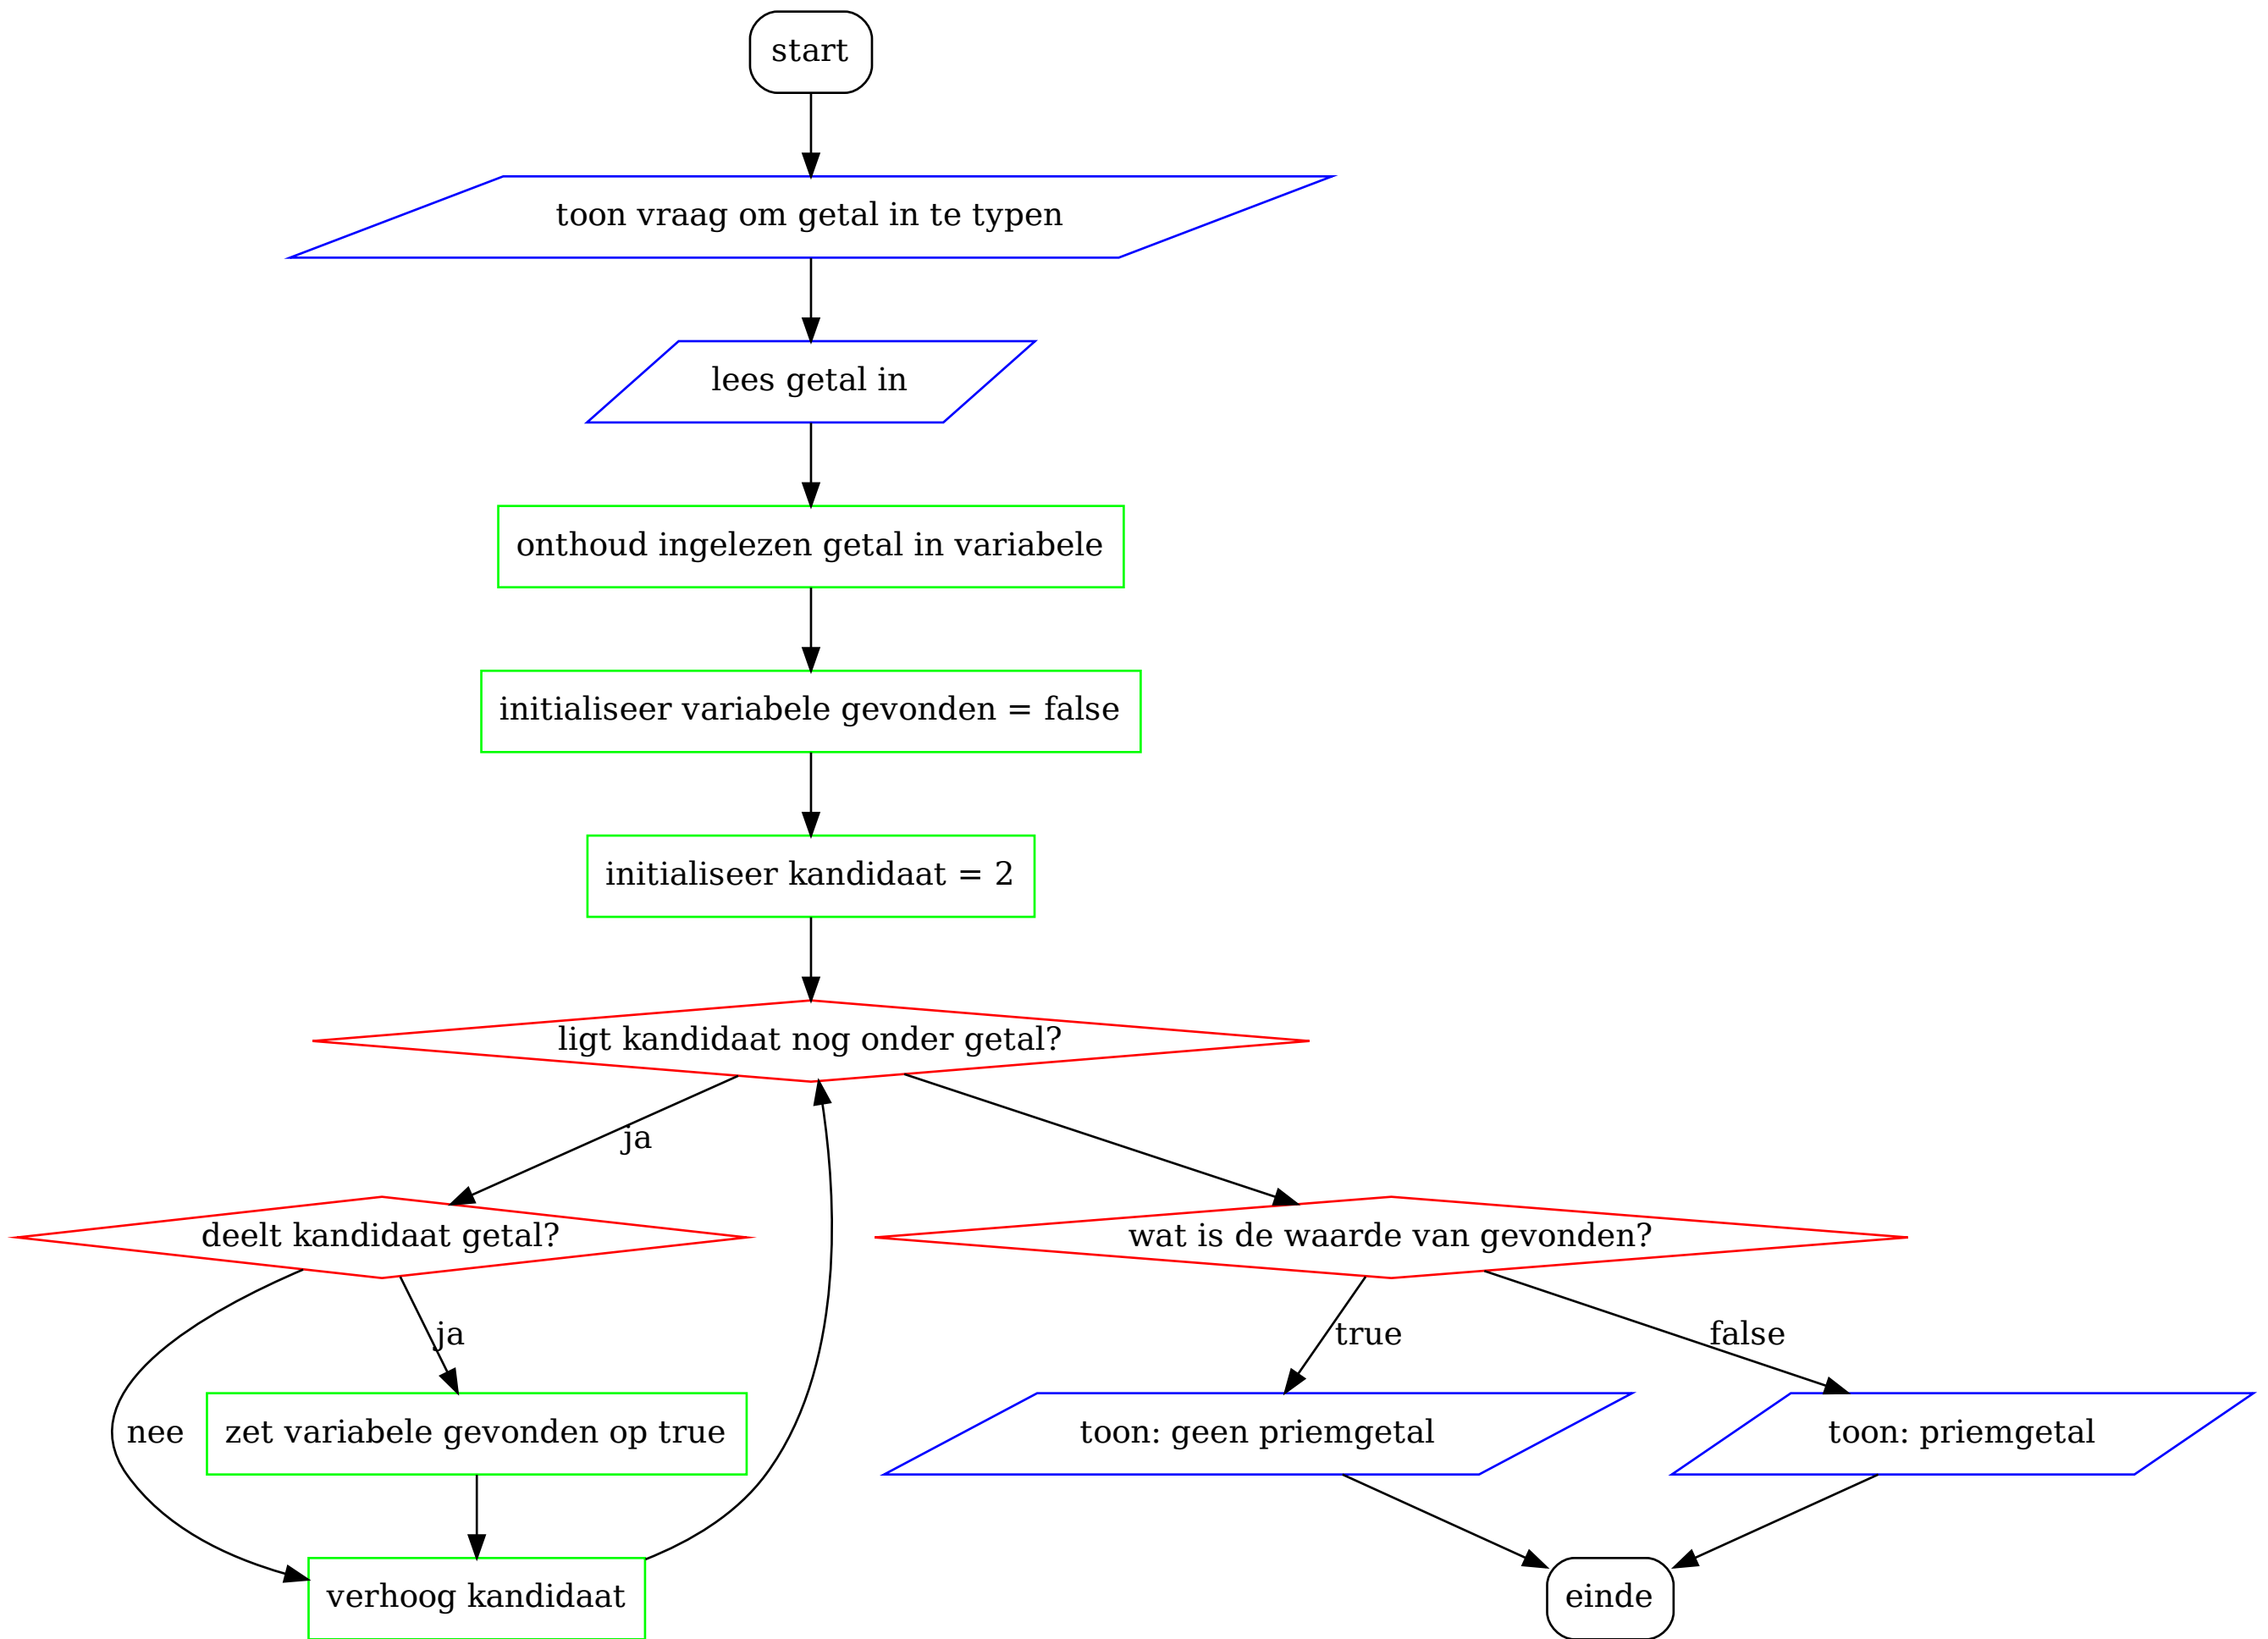 start
toon vraag om getal in te typen
lees getal in
onthoud ingelezen getal in variabele
initialiseer variabele gevonden = false
initialiseer kandidaat = 2
ligt kandidaat nog onder getal?
ja
deelt kandidaat getal?
wat is de waarde van gevonden?
ja
true
false
nee
zet variabele gevonden op true
toon: geen priemgetal
toon: priemgetal
verhoog kandidaat
einde